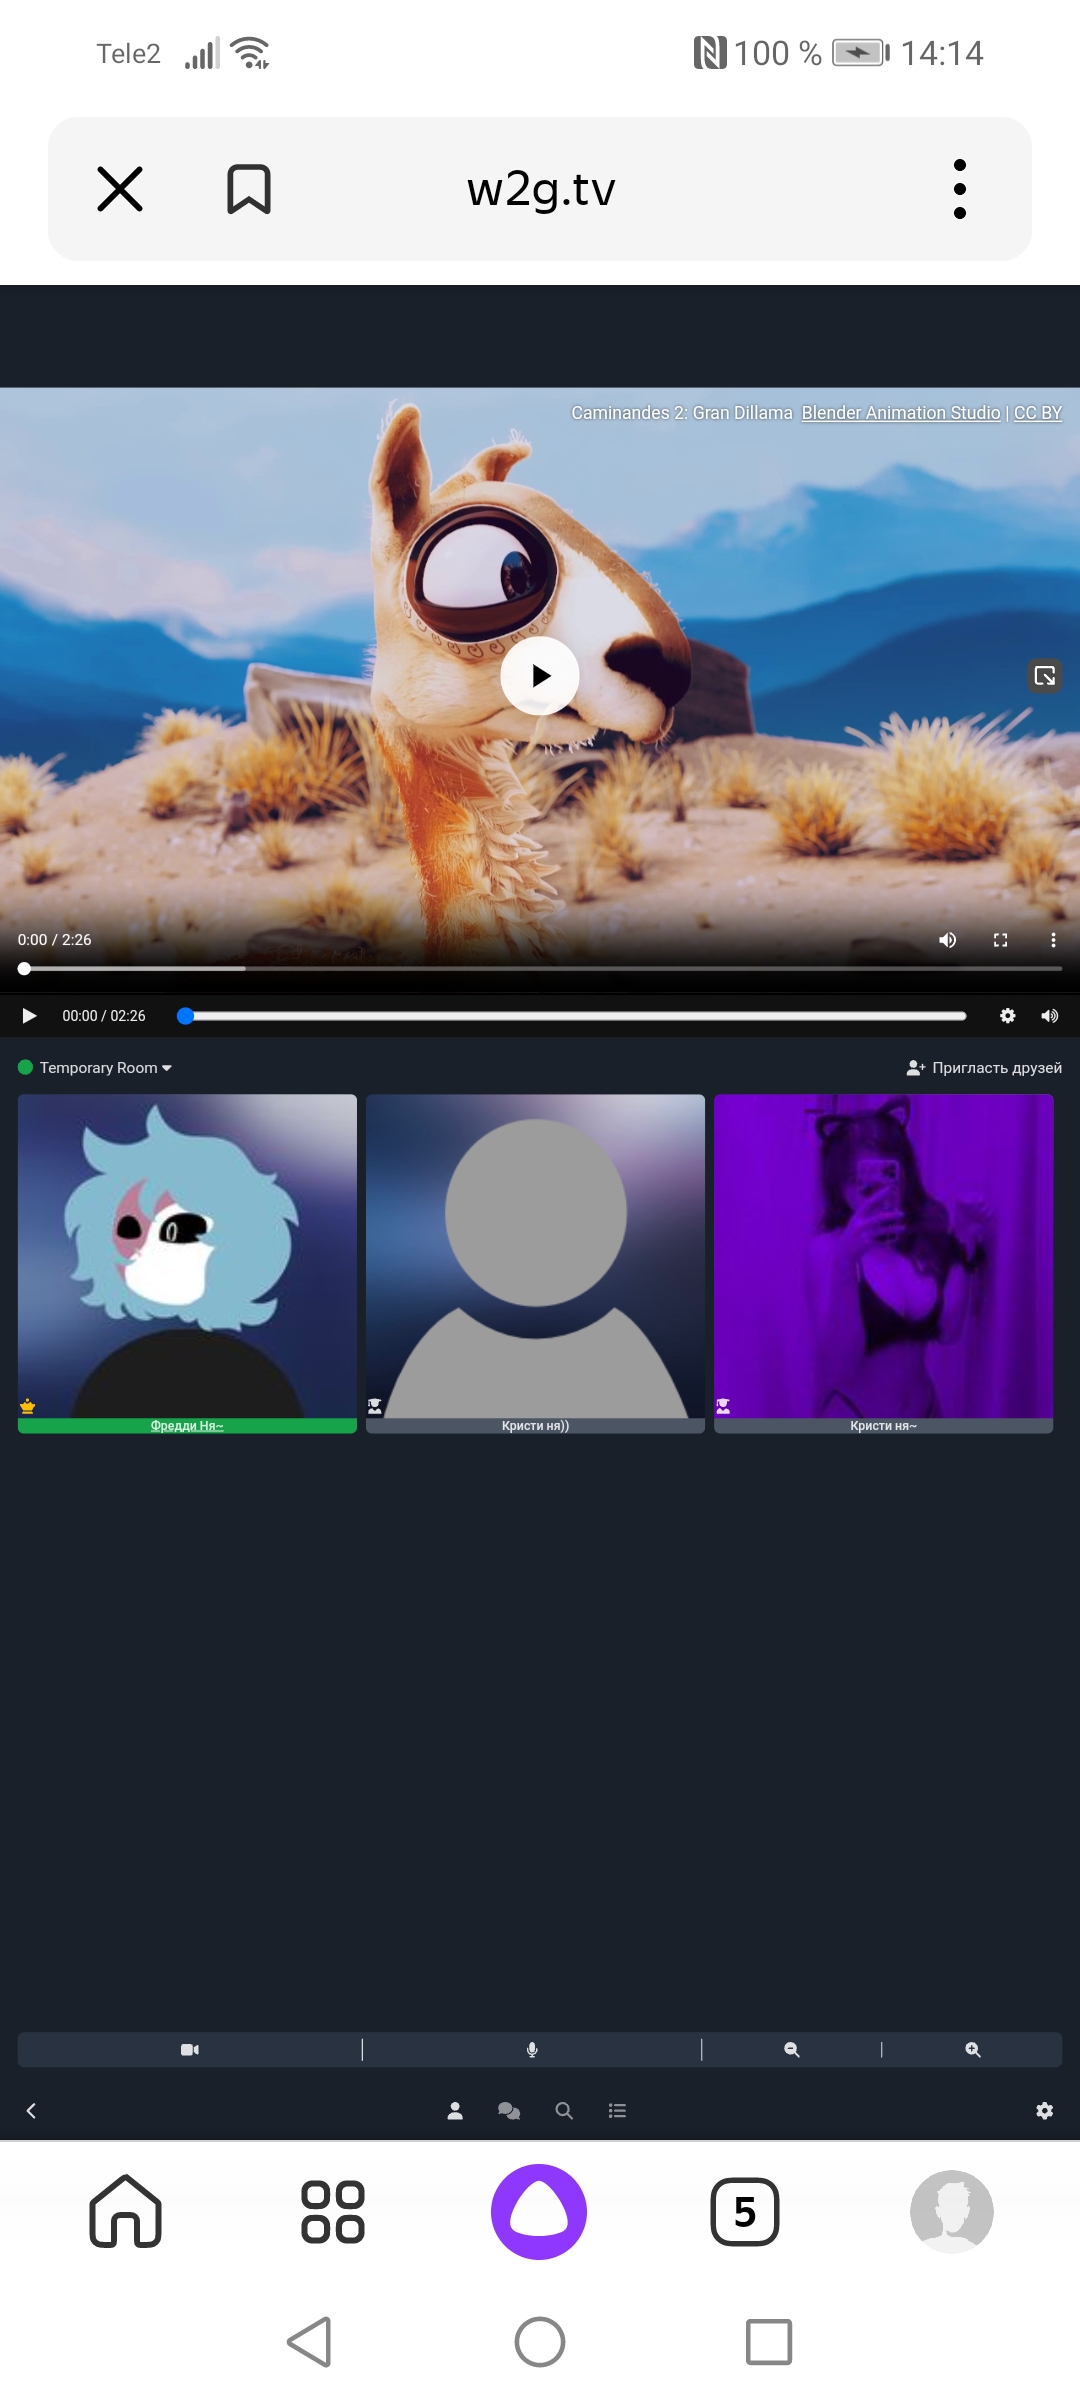 Tele2 100 % 14:14
w2g.tv
Caminandes 2: Gran Dillama Blender Animation Studio | CC BY
0:00 / 2:26
00:00 / 02:26
Temporary Room Пригласть друзей
Фредди Ня~ Кристи ня)) Кристи ня~
5